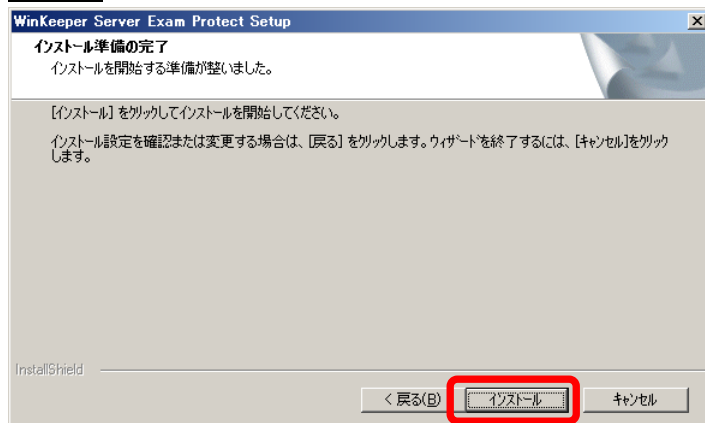 WinKeeper Server Exam Protect Setup
インストール準備の完了
インストールを開始する準備が整いました。
[インストール] をクリックしてインストールを開始してください。
インストール設定を確認または変更する場合は、[戻る] をクリックします。ウィザードを終了するには、[キャンセル]をクリック
します。
InstallShield
< 戻る(B)
インストール
キャンセル